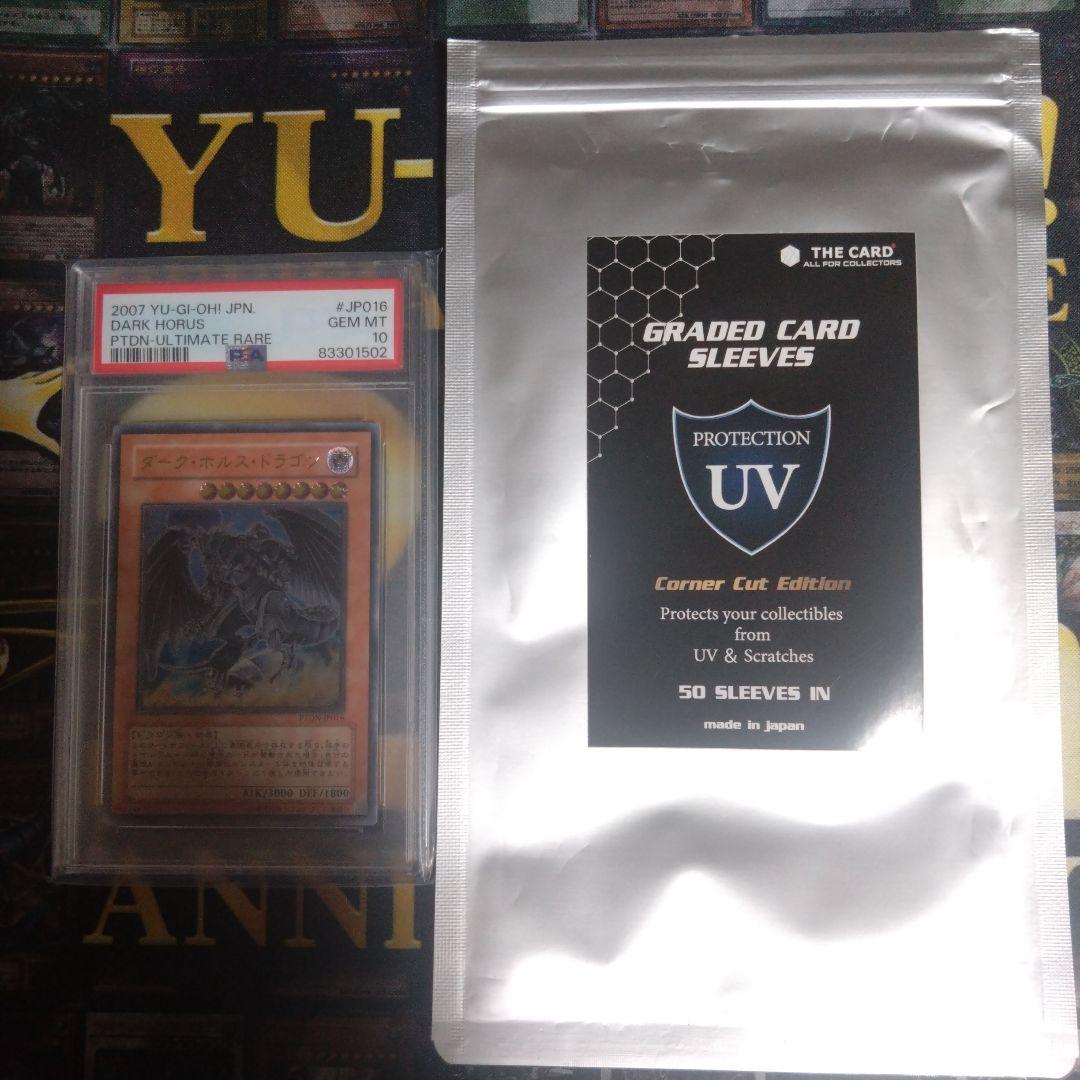 YU-
!
2007 YU-GI-OH! JPN. #JP016
DARK HORUS GEM MT
PTDN-ULTIMATE RARE 10
PSA 83301502
ダーク・ホルス・ドラゴン
PTDN-JP016
ATK/3000 DEF/1800
ANNI
THE CARD
ALL FOR COLLECTORS
GRADED CARD
SLEEVES
PROTECTION
UV
Corner Cut Edition
Protects your collectibles
from
UV & Scratches
50 SLEEVES IN
made in japan